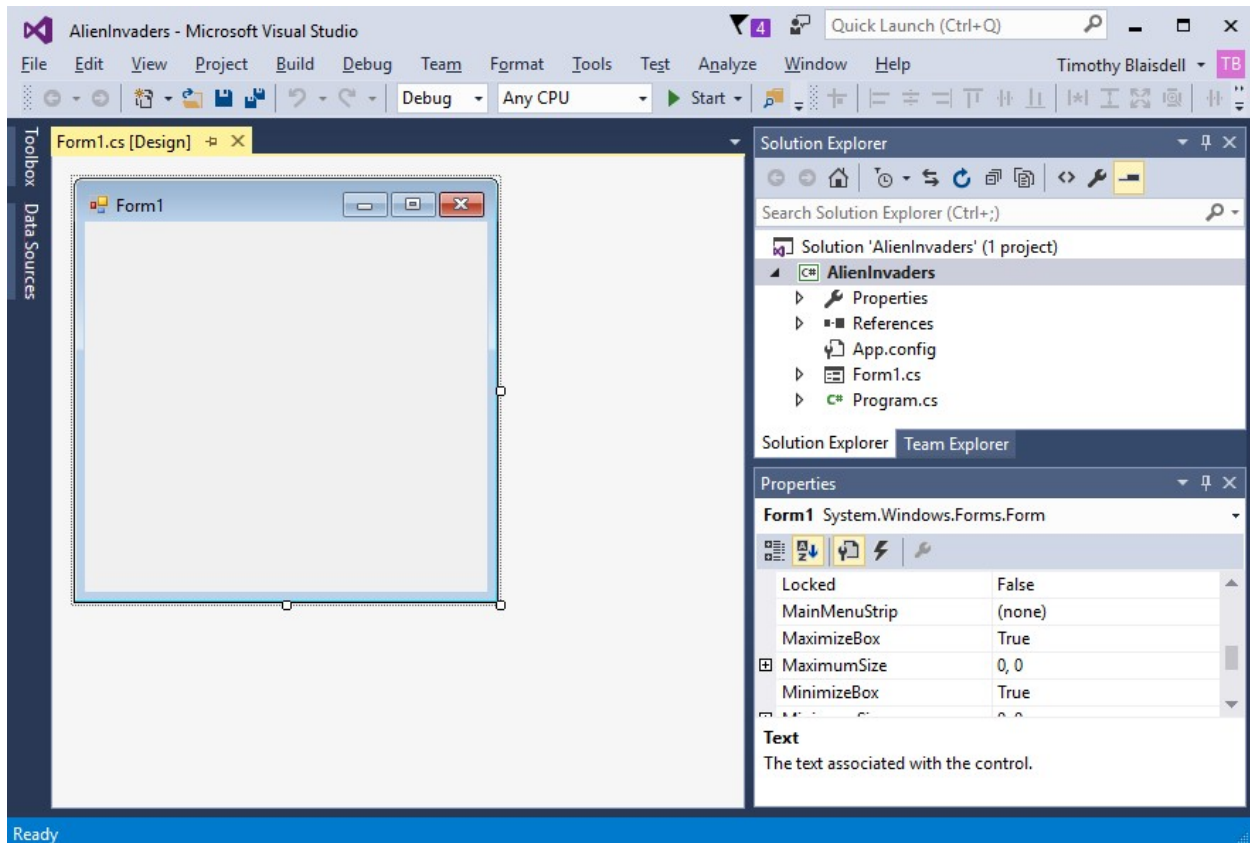 AlienInvaders - Microsoft Visual Studio
4
Quick Launch (Ctrl+Q)
File Edit View Project Build Debug Team Format Tools Test Analyze Window Help
Timothy Blaisdell TB
Debug Any CPU Start
Toolbox
Data Sources
Form1.cs [Design]
Form1
Solution Explorer
Search Solution Explorer (Ctrl+;)
Solution 'AlienInvaders' (1 project)
C# AlienInvaders
Properties
References
App.config
Form1.cs
C# Program.cs
Solution Explorer Team Explorer
Properties
Form1 System.Windows.Forms.Form
Locked False
MainMenuStrip (none)
MaximizeBox True
MaximumSize 0, 0
MinimizeBox True
Text
The text associated with the control.
Ready